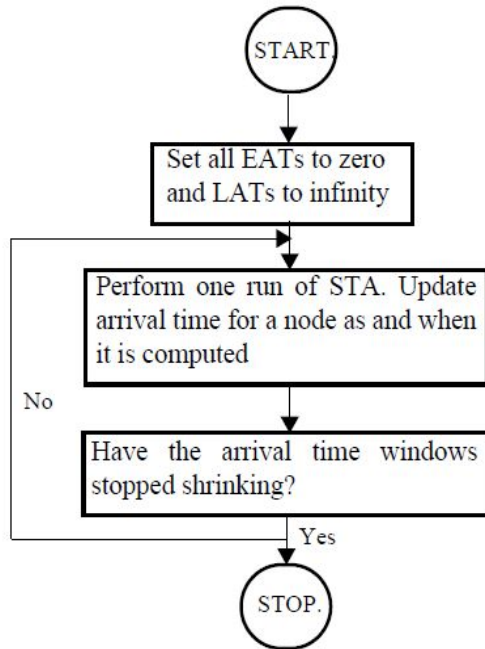 START.
Set all EATs to zero
and LATs to infinity
Perform one run of STA. Update
arrival time for a node as and when
it is computed
No
Have the arrival time windows
stopped shrinking?
Yes
STOP.